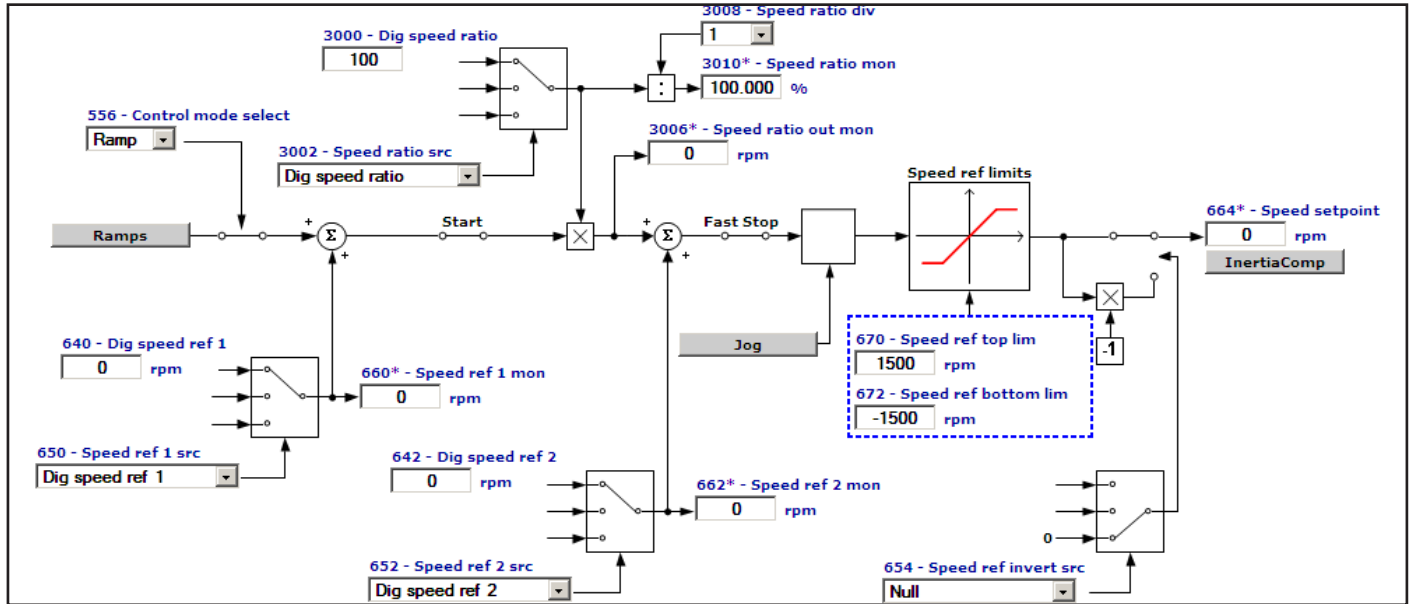 3008 - Speed ratio div
1
3000 - Dig speed ratio
100
:
3010* - Speed ratio mon
100.000 %
556 - Control mode select
Ramp
3006* - Speed ratio out mon
0 rpm
3002 - Speed ratio src
Dig speed ratio
Speed ref limits
Ramps
+
Σ
+
Start
×
+
Σ
+
Fast Stop
664* - Speed setpoint
0 rpm
InertiaComp
×
-1
Jog
670 - Speed ref top lim
1500 rpm
672 - Speed ref bottom lim
-1500 rpm
640 - Dig speed ref 1
0 rpm
660* - Speed ref 1 mon
0 rpm
650 - Speed ref 1 src
Dig speed ref 1
642 - Dig speed ref 2
0 rpm
662* - Speed ref 2 mon
0 rpm
652 - Speed ref 2 src
Dig speed ref 2
0
654 - Speed ref invert src
Null